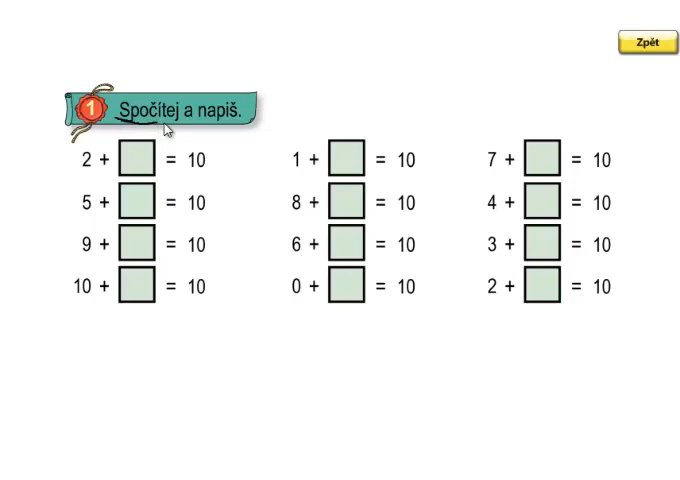 Zpět
1 Spočítej a napiš.
2 + = 10 1 + = 10 7 + = 10
5 + = 10 8 + = 10 4 + = 10
9 + = 10 6 + = 10 3 + = 10
10 + = 10 0 + = 10 2 + = 10